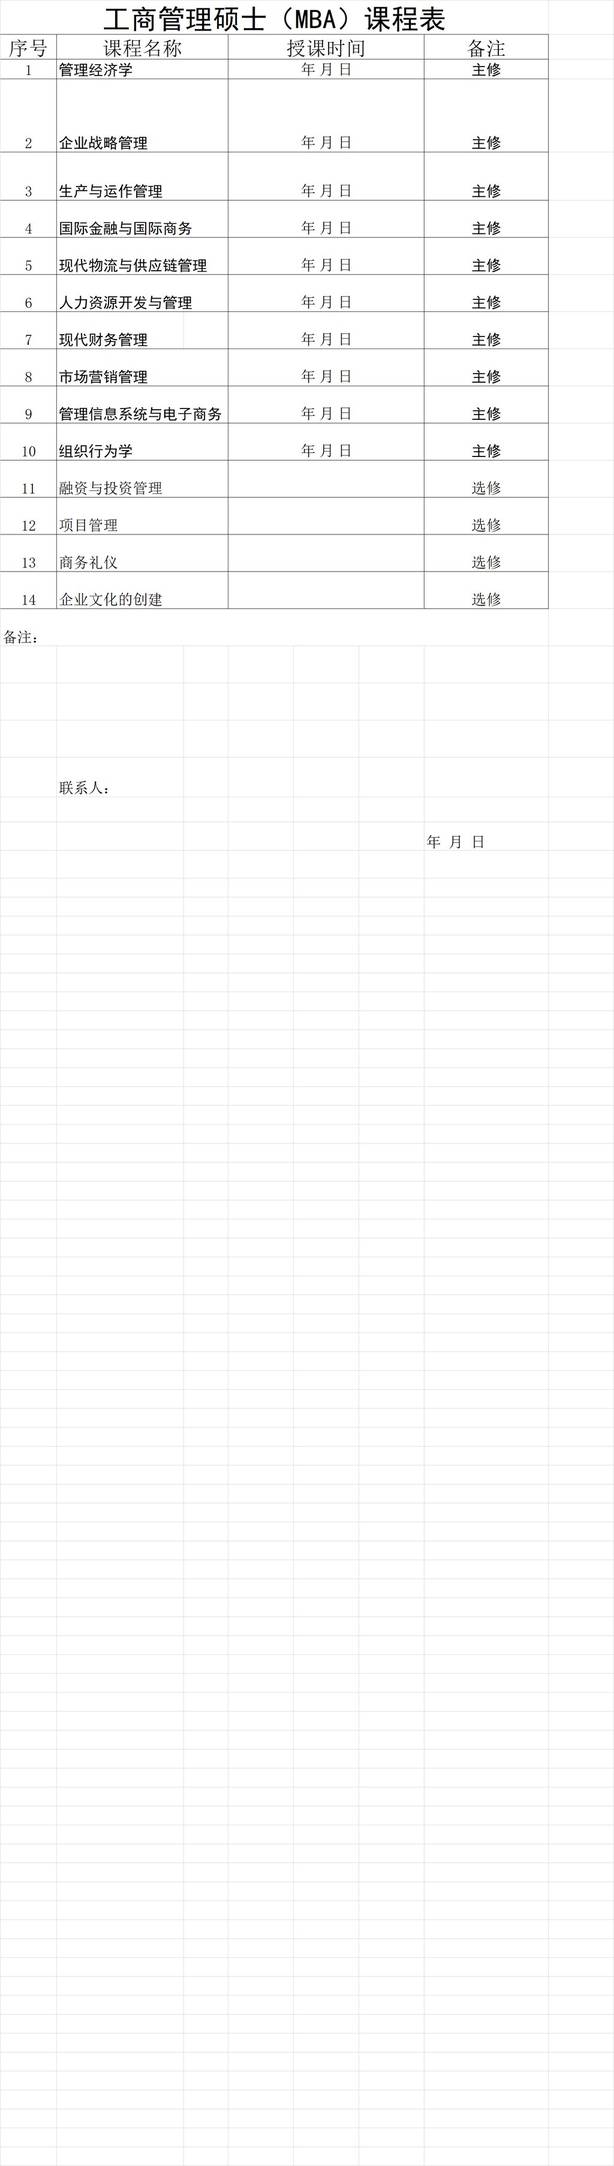 工商管理硕士（MBA）课程表
序号 课程名称 授课时间 备注
1 管理经济学 年 月 日 主修
2 企业战略管理 年 月 日 主修
3 生产与运作管理 年 月 日 主修
4 国际金融与国际商务 年 月 日 主修
5 现代物流与供应链管理 年 月 日 主修
6 人力资源开发与管理 年 月 日 主修
7 现代财务管理 年 月 日 主修
8 市场营销管理 年 月 日 主修
9 管理信息系统与电子商务 年 月 日 主修
10 组织行为学 年 月 日 主修
11 融资与投资管理 选修
12 项目管理 选修
13 商务礼仪 选修
14 企业文化的创建 选修
备注：
联系人：
年 月 日